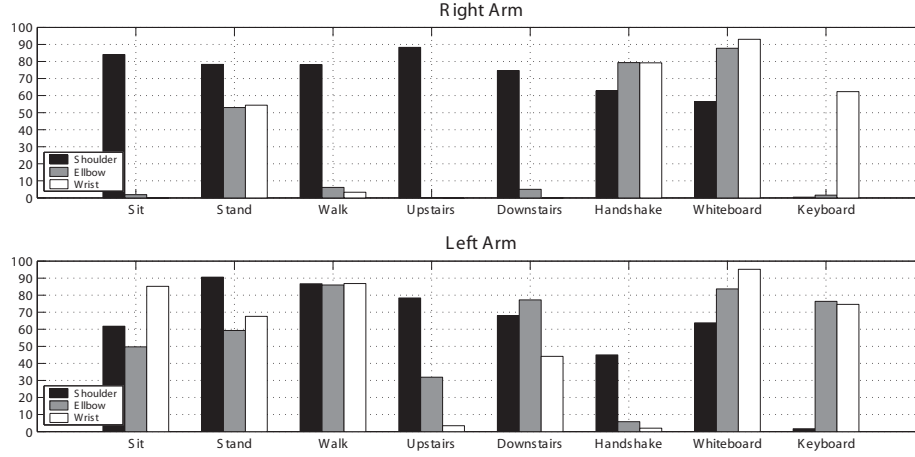 Right Arm
100
90
80
70
60
50
40
30
20
10
0
Shoulder
Ellbow
Wrist
Sit Stand Walk Upstairs Downstairs Handshake Whiteboard Keyboard
Left Arm
100
90
80
70
60
50
40
30
20
10
0
Shoulder
Ellbow
Wrist
Sit Stand Walk Upstairs Downstairs Handshake Whiteboard Keyboard